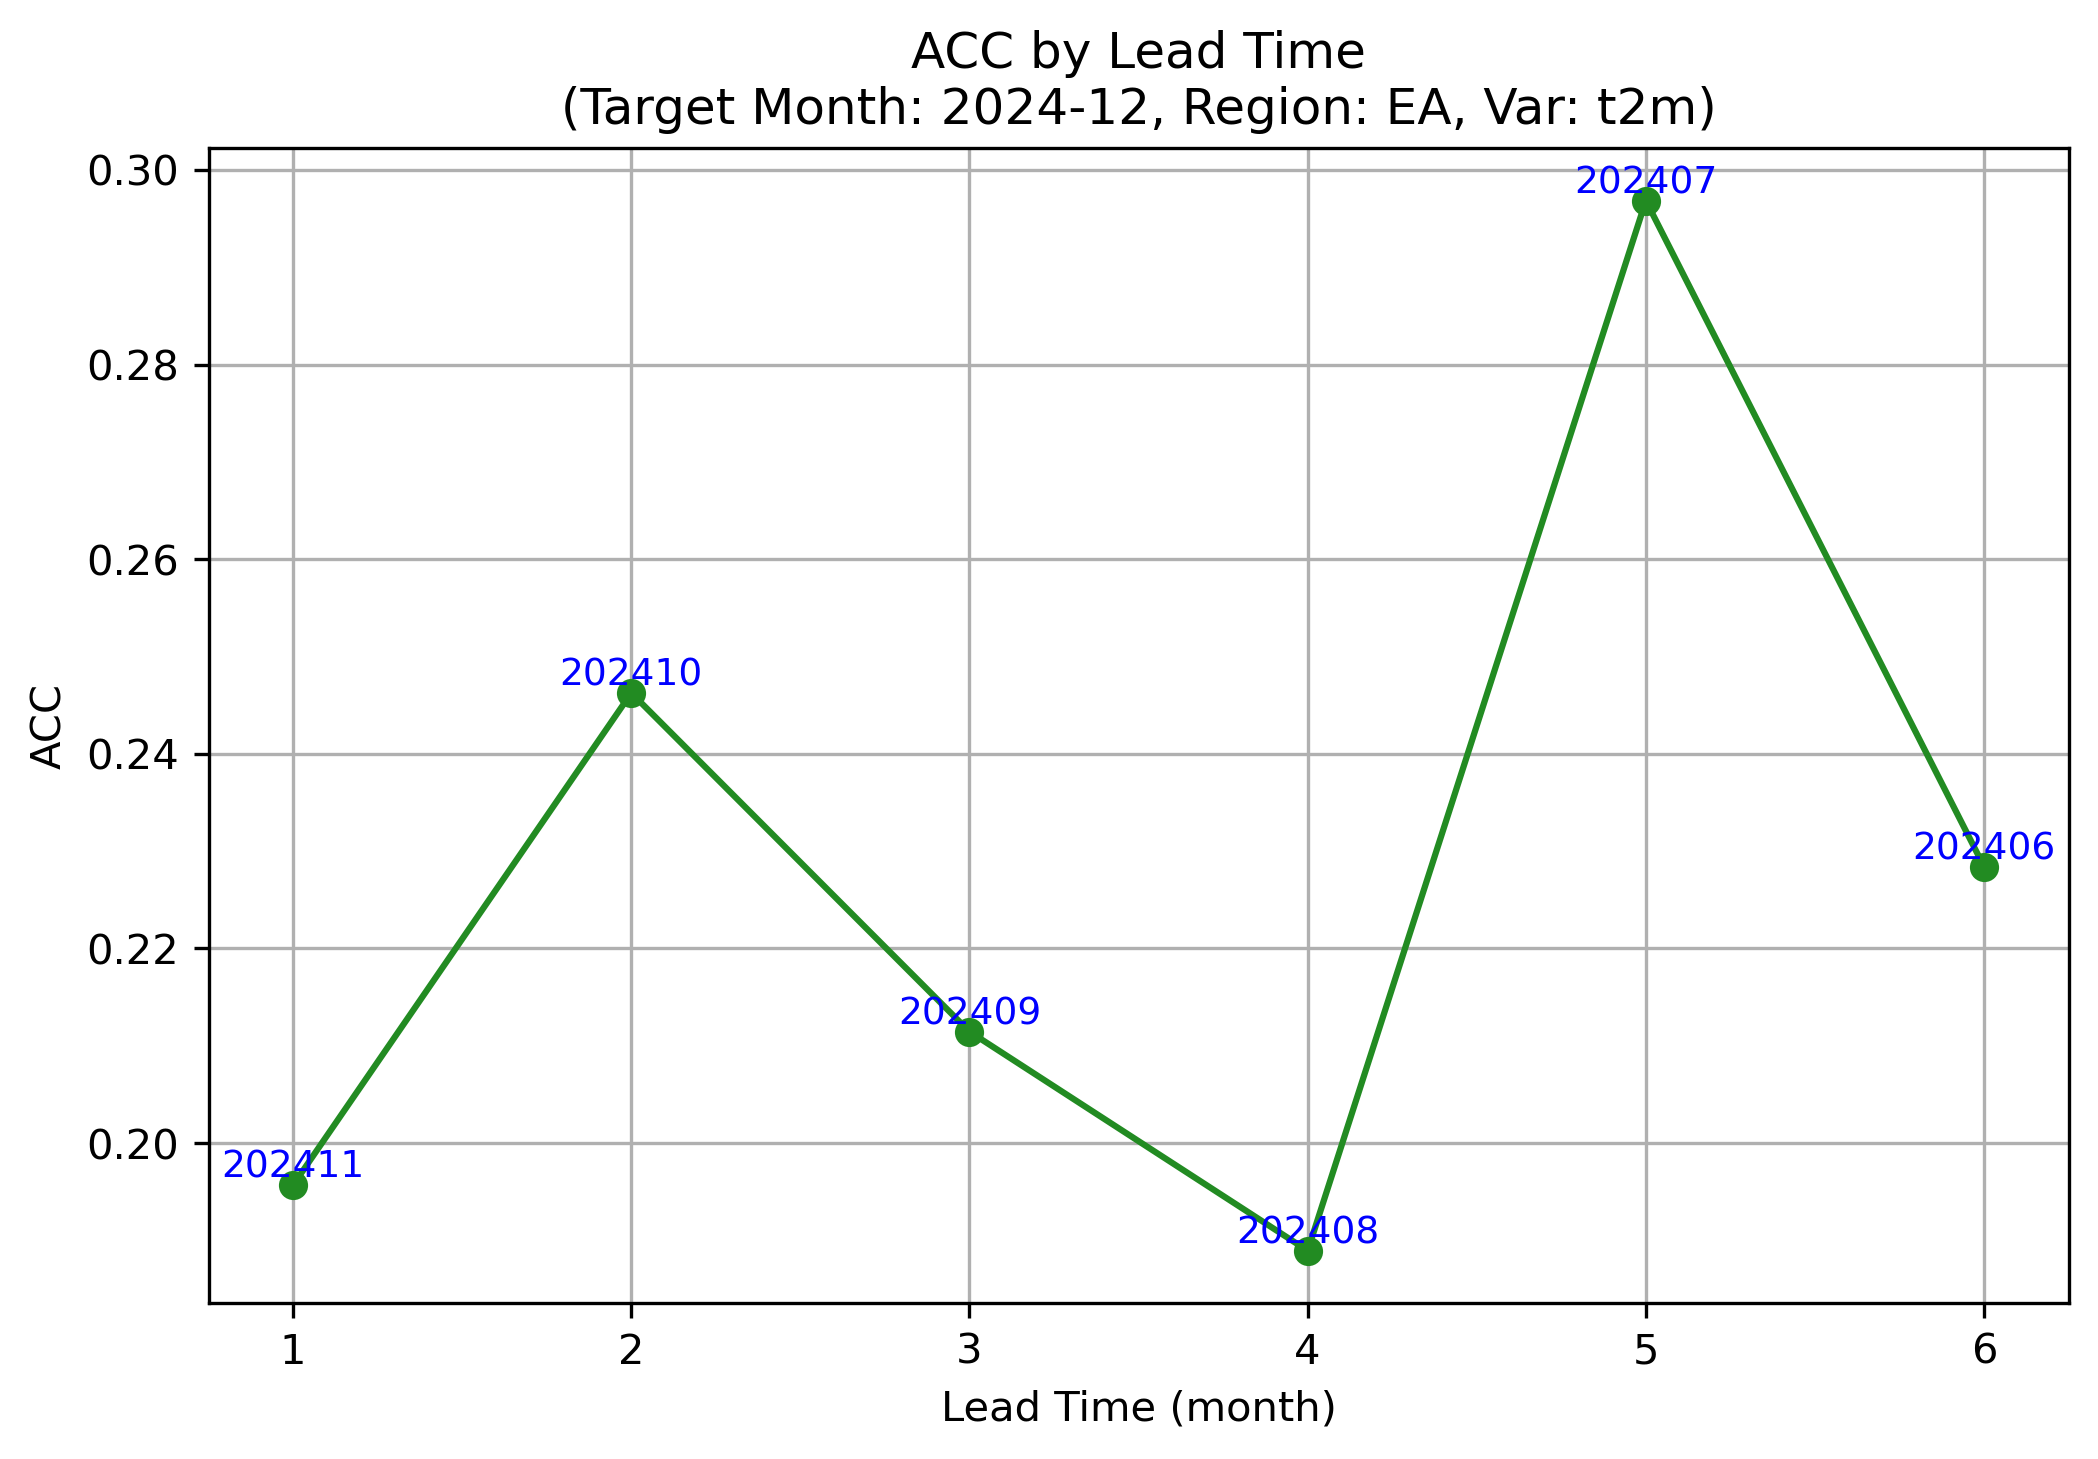 ACC by Lead Time
(Target Month: 2024-12, Region: EA, Var: t2m)
0.30
0.28
0.26
0.24
0.22
0.20
ACC
202411
202410
202409
202408
202407
202406
1 2 3 4 5 6
Lead Time (month)